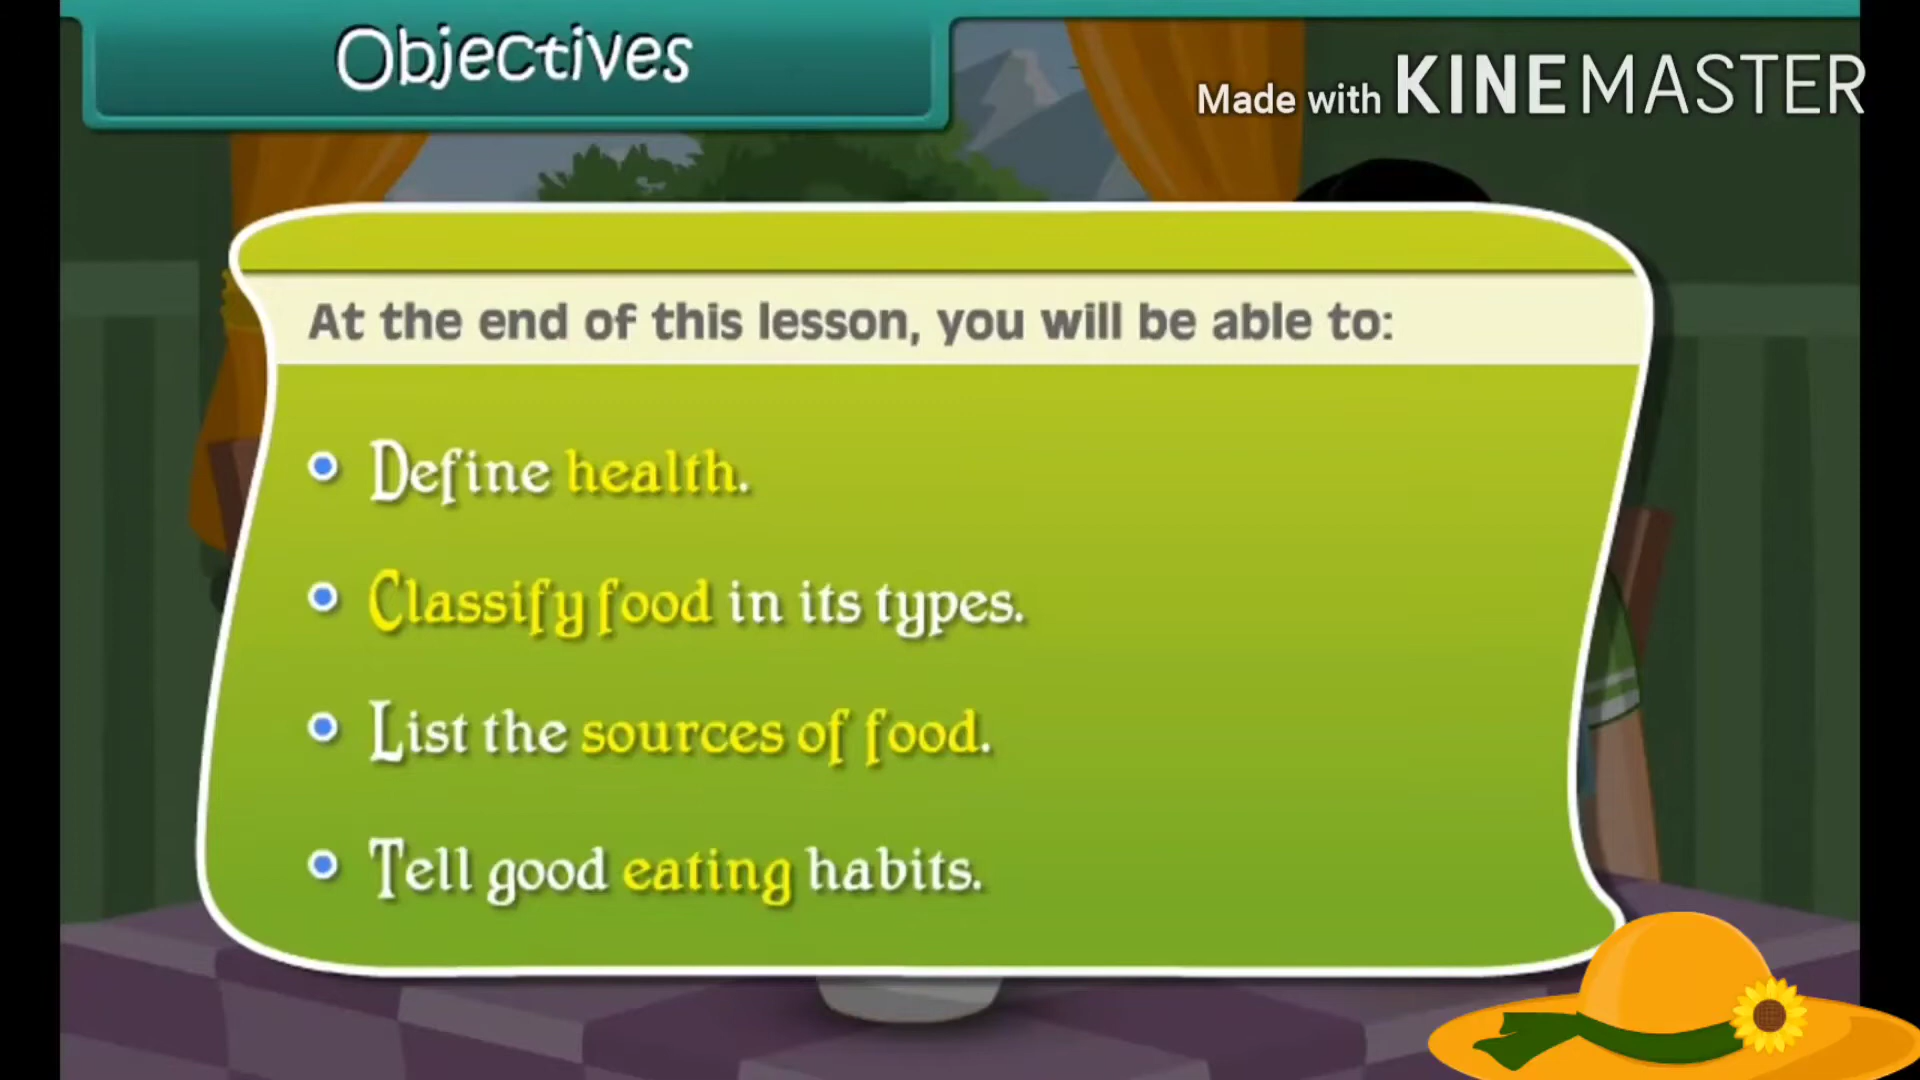 Objectives
Made with KINEMASTER
At the end of this lesson, you will be able to:
Define health.
Classify food in its types.
List the sources of food.
Tell good eating habits.